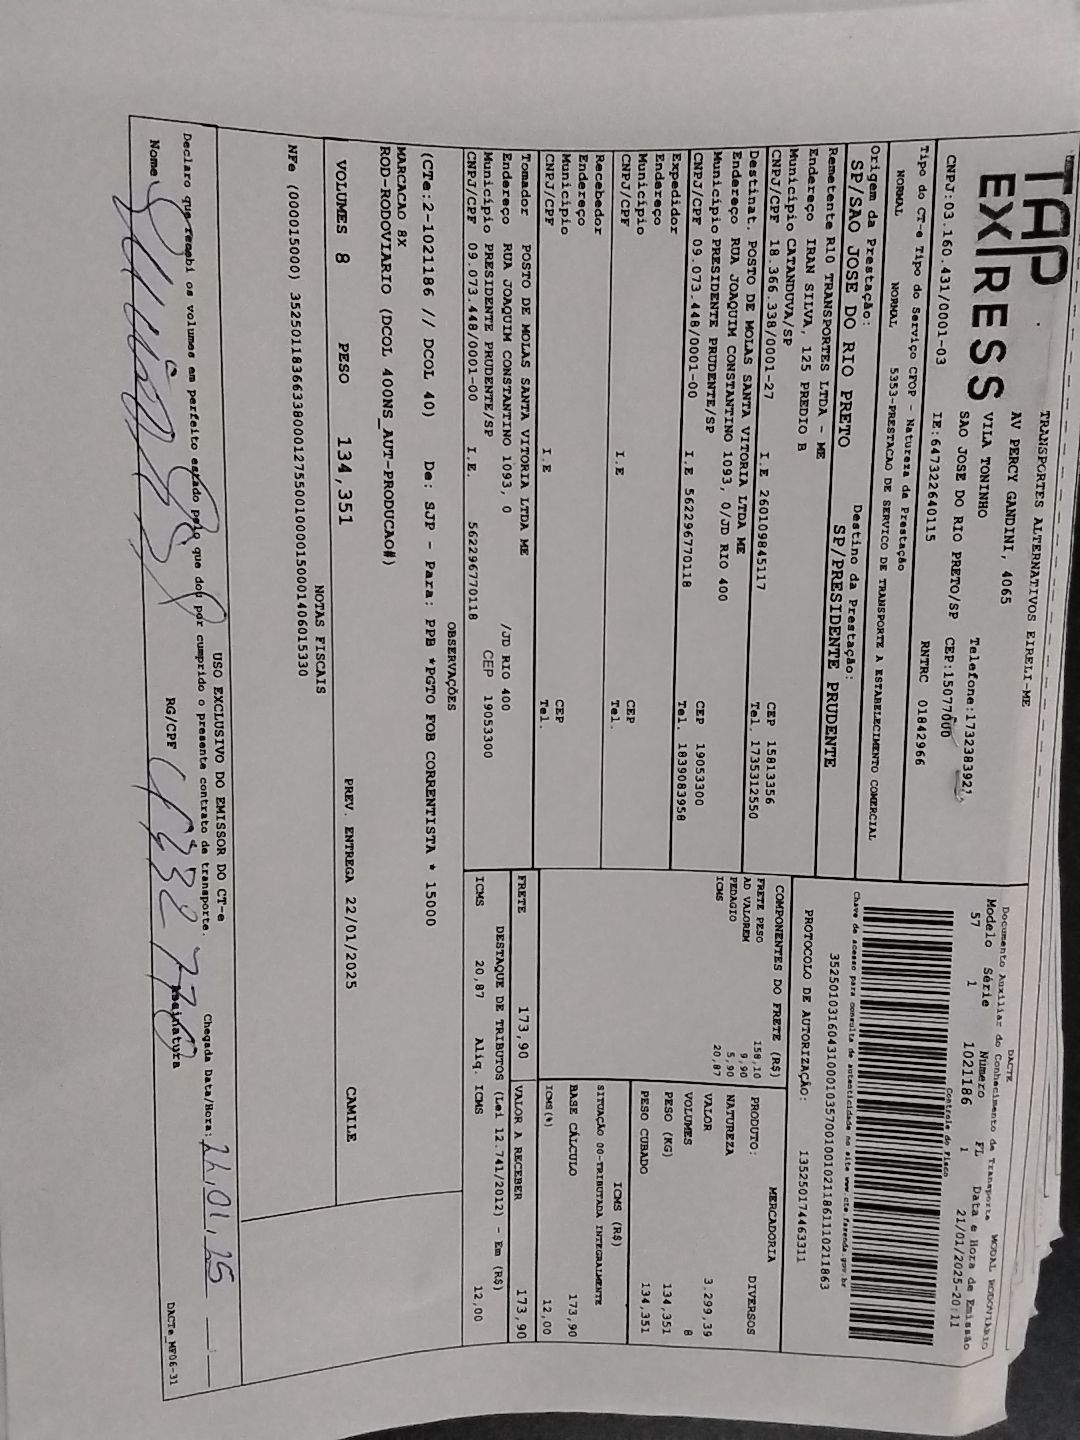 TAP
EXPRESS
TRANSPORTES ALTERNATIVOS EIRELI-ME
AV PERCY GANDINI, 4065
VILA TONINHO Telefone:1732383921
SAO JOSE DO RIO PRETO/SP CEP:15077000
CNPJ:03.160.431/0001-03 IE:647322640115 RNTRC 01842966
Tipo do CT-e Tipo do Serviço CFOP - Natureza da Prestação
NORMAL NORMAL 5353-PRESTACAO DE SERVICO DE TRANSPORTE A ESTABELECIMENTO COMERCIAL
Origem da Prestação: Destino da Prestação:
SP/SAO JOSE DO RIO PRETO SP/PRESIDENTE PRUDENTE
Remetente R10 TRANSPORTES LTDA - ME
Endereço IRAN SILVA, 125 PREDIO B
Município CATANDUVA/SP CEP 15813356
CNPJ/CPF 18.366.338/0001-27 I.E 260109845117 Tel. 1735312550
Destinat. POSTO DE MOLAS SANTA VITORIA LTDA ME
Endereço RUA JOAQUIM CONSTANTINO 1093, 0/JD RIO 400
Município PRESIDENTE PRUDENTE/SP CEP 19053300
CNPJ/CPF 09.073.448/0001-00 I.E 562296770118 Tel. 1839083958
Expedidor
Endereço
Município CEP
CNPJ/CPF I.E Tel.
Recebedor
Endereço
Município CEP
CNPJ/CPF I.E Tel.
Tomador POSTO DE MOLAS SANTA VITORIA LTDA ME
Endereço RUA JOAQUIM CONSTANTINO 1093, 0 /JD RIO 400
Município PRESIDENTE PRUDENTE/SP CEP 19053300
CNPJ/CPF 09.073.448/0001-00 I.E. 562296770118
DACTE
Documento Auxiliar do Conhecimento de Transporte MODAL RODOVIÁRIO
Modelo Série Número FL Data e Hora de Emissão
57 1 1021186 1 21/01/2025-20:11
Controle do Fisco
Chave de acesso para consulta de autenticidade no site www.cte.fazenda.gov.br
35250103160431000103570010010211861110211863
PROTOCOLO DE AUTORIZAÇÃO: 135250174463311
COMPONENTES DO FRETE (R$)
FRETE PESO 158,10
AD VALOREM 9,90
PEDAGIO 5,90
ICMS 20,87
MERCADORIA
PRODUTO: DIVERSOS
NATUREZA
VALOR 3.299,39
VOLUMES 8
PESO (KG) 134,351
PESO CUBADO 134,351
ICMS (R$)
SITUAÇÃO 00-TRIBUTADA INTEGRALMENTE
BASE CÁLCULO 173,90
ICMS(%) 12,00
FRETE 173,90 VALOR A RECEBER 173,90
DESTAQUE DE TRIBUTOS (Lei 12.741/2012) - Em (R$)
ICMS 20,87 Aliq. ICMS 12,00
OBSERVAÇÕES
(CTe:2-1021186 // DCOL 40) De: SJP - Para: PPB *PGTO FOB CORRENTISTA * 15000
MARCACAO 8X
ROD-RODOVIARIO (DCOL 400NS_AUT-PRODUCAO#)
VOLUMES 8 PESO 134,351 PREV. ENTREGA 22/01/2025 CAMILE
NOTAS FISCAIS
NFe (000015000) 35250118366338000127550010000150001406015330
USO EXCLUSIVO DO EMISSOR DO CT-e
Declaro que recebi os volumes em perfeito estado pelo que dou por cumprido o presente contrato de transporte. Chegada Data/Hora: 22,01,25
Nome RG/CPF Assinatura
DACTe_MF06-31